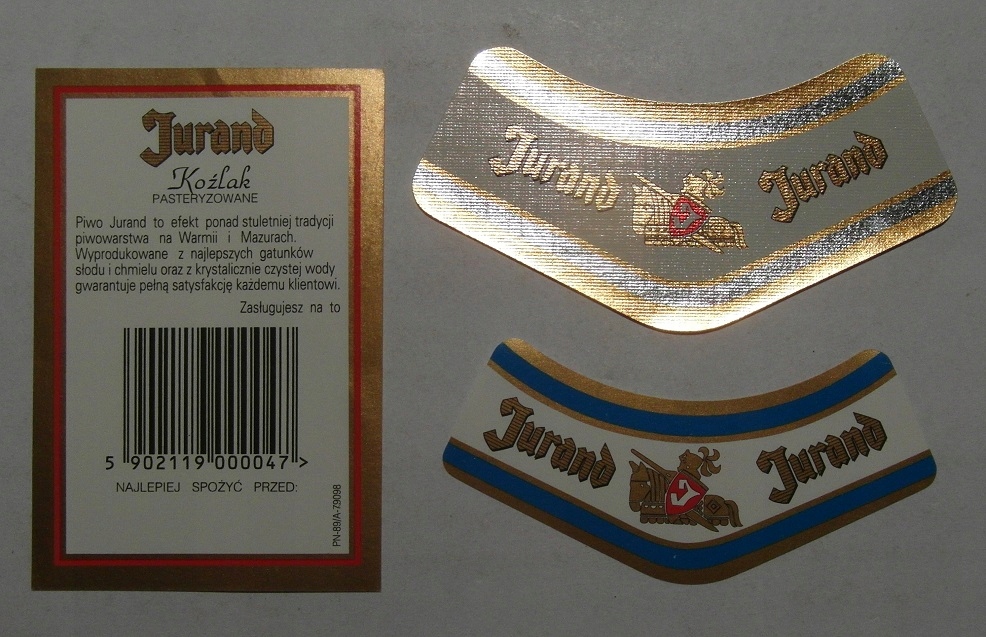 Jurand
Koźlak
PASTERYZOWANE
Piwo Jurand to efekt ponad stuletniej tradycji
piwowarstwa na Warmii i Mazurach.
Wyprodukowane z najlepszych gatunków
słodu i chmielu oraz z krystalicznie czystej wody
gwarantuje pełną satysfakcję każdemu klientowi.
Zasługujesz na to
5 902119 000047 >
NAJLEPIEJ SPOŻYĆ PRZED:
PN-89/A-79098
Jurand Jurand
Jurand Jurand